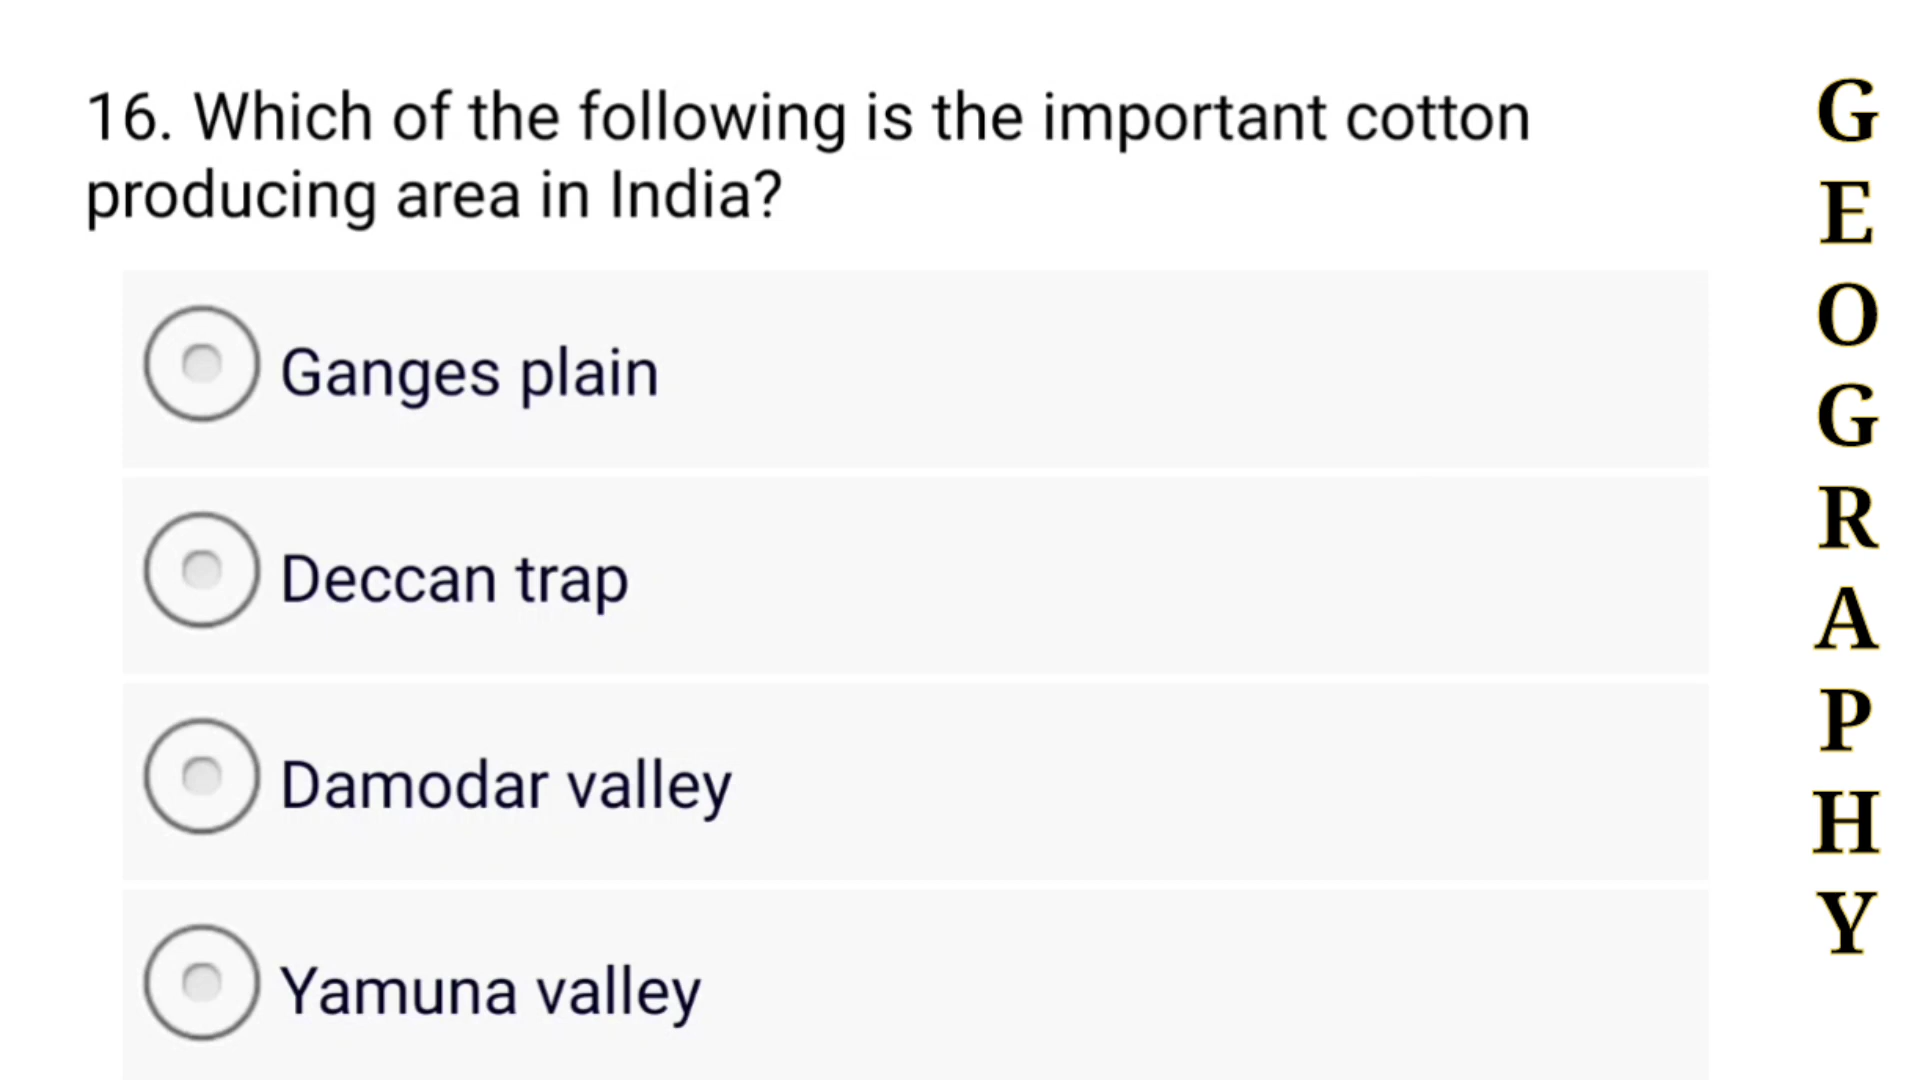 16. Which of the following is the important cotton
producing area in India?
Ganges plain
Deccan trap
Damodar valley
Yamuna valley
G
E
O
G
R
A
P
H
Y